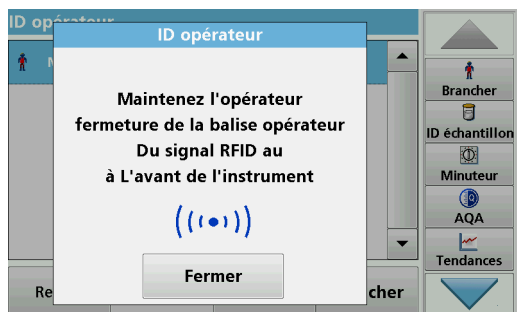 ID opérateur
ID opérateur
Maintenez l'opérateur
fermeture de la balise opérateur
Du signal RFID au
à L'avant de l'instrument
Fermer
Brancher
ID échantillon
Minuteur
AQA
Tendances